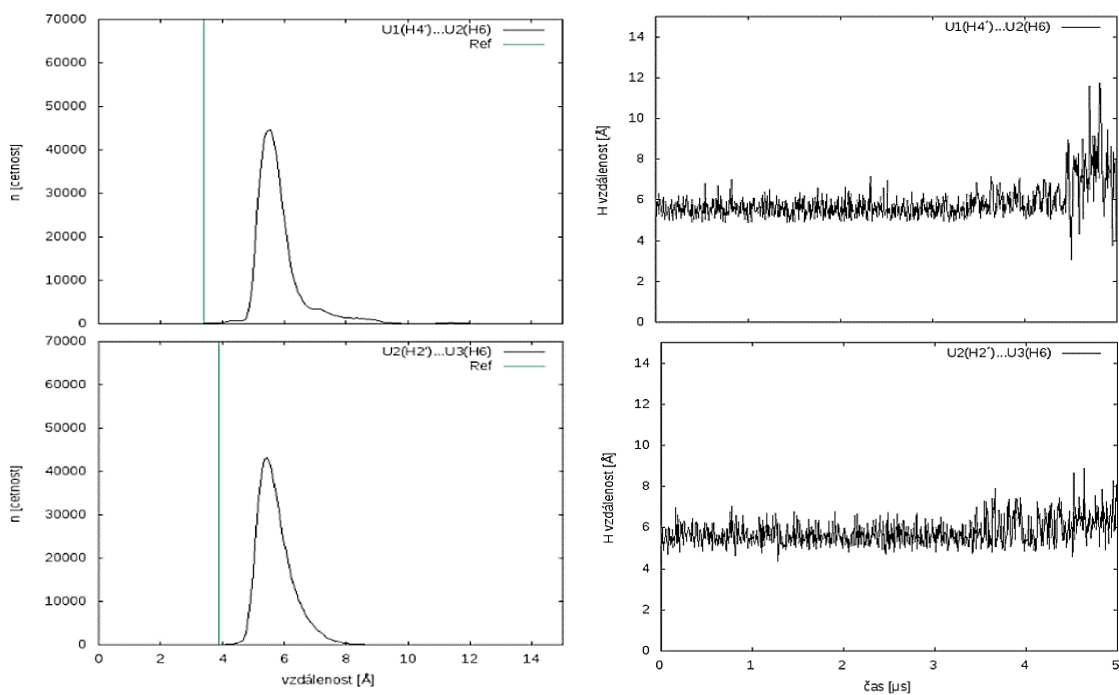 70000
60000
50000
40000
30000
20000
10000
0
n [cetnost]
U1(H4')...U2(H6)
Ref
14
12
10
8
6
4
2
0
H vzdálenost [Å]
U1(H4´)...U2(H6)
70000
60000
50000
40000
30000
20000
10000
0
n [cetnost]
U2(H2')...U3(H6)
Ref
0 2 4 6 8 10 12 14
vzdálenost [Å]
14
12
10
8
6
4
2
0
H vzdálenost [Å]
U2(H2´)...U3(H6)
0 1 2 3 4 5
čas [µs]